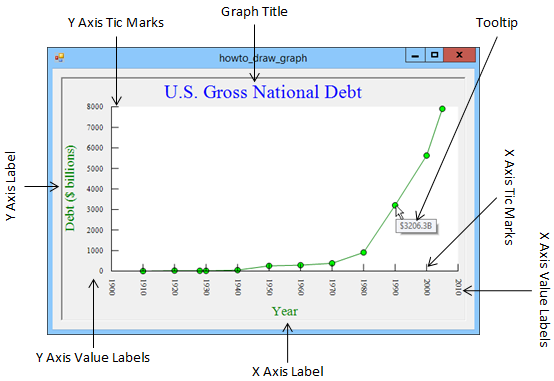 Graph Title
Y Axis Tic Marks
Tooltip
howto_draw_graph
U.S. Gross National Debt
8000
7000
6000
5000
4000
3000
2000
1000
0
Y Axis Label
Debt ($ billions)
$3206.3B
X Axis Tic Marks
X Axis Value Labels
1900
1910
1920
1930
1940
1950
1960
1970
1980
1990
2000
2010
Year
Y Axis Value Labels
X Axis Label